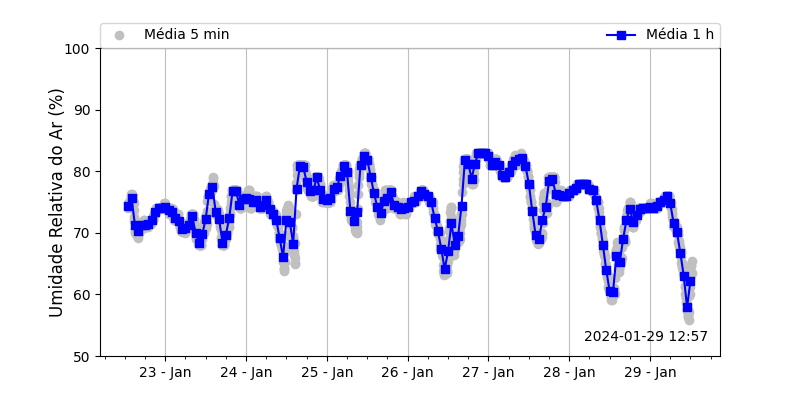 Média 5 min
Média 1 h
Umidade Relativa do Ar (%)
100
90
80
70
60
50
2024-01-29 12:57
23 - Jan
24 - Jan
25 - Jan
26 - Jan
27 - Jan
28 - Jan
29 - Jan